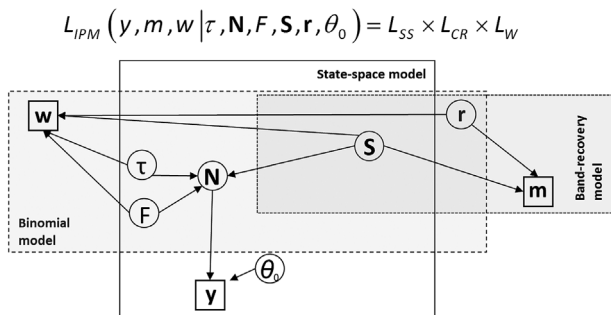 L_IPM (y, m, w | τ, N, F, S, r, θ₀) = L_SS × L_CR × L_W
State-space model
w
r
S
τ
N
m
F
Band-recovery
model
Binomial
model
θ₀
y